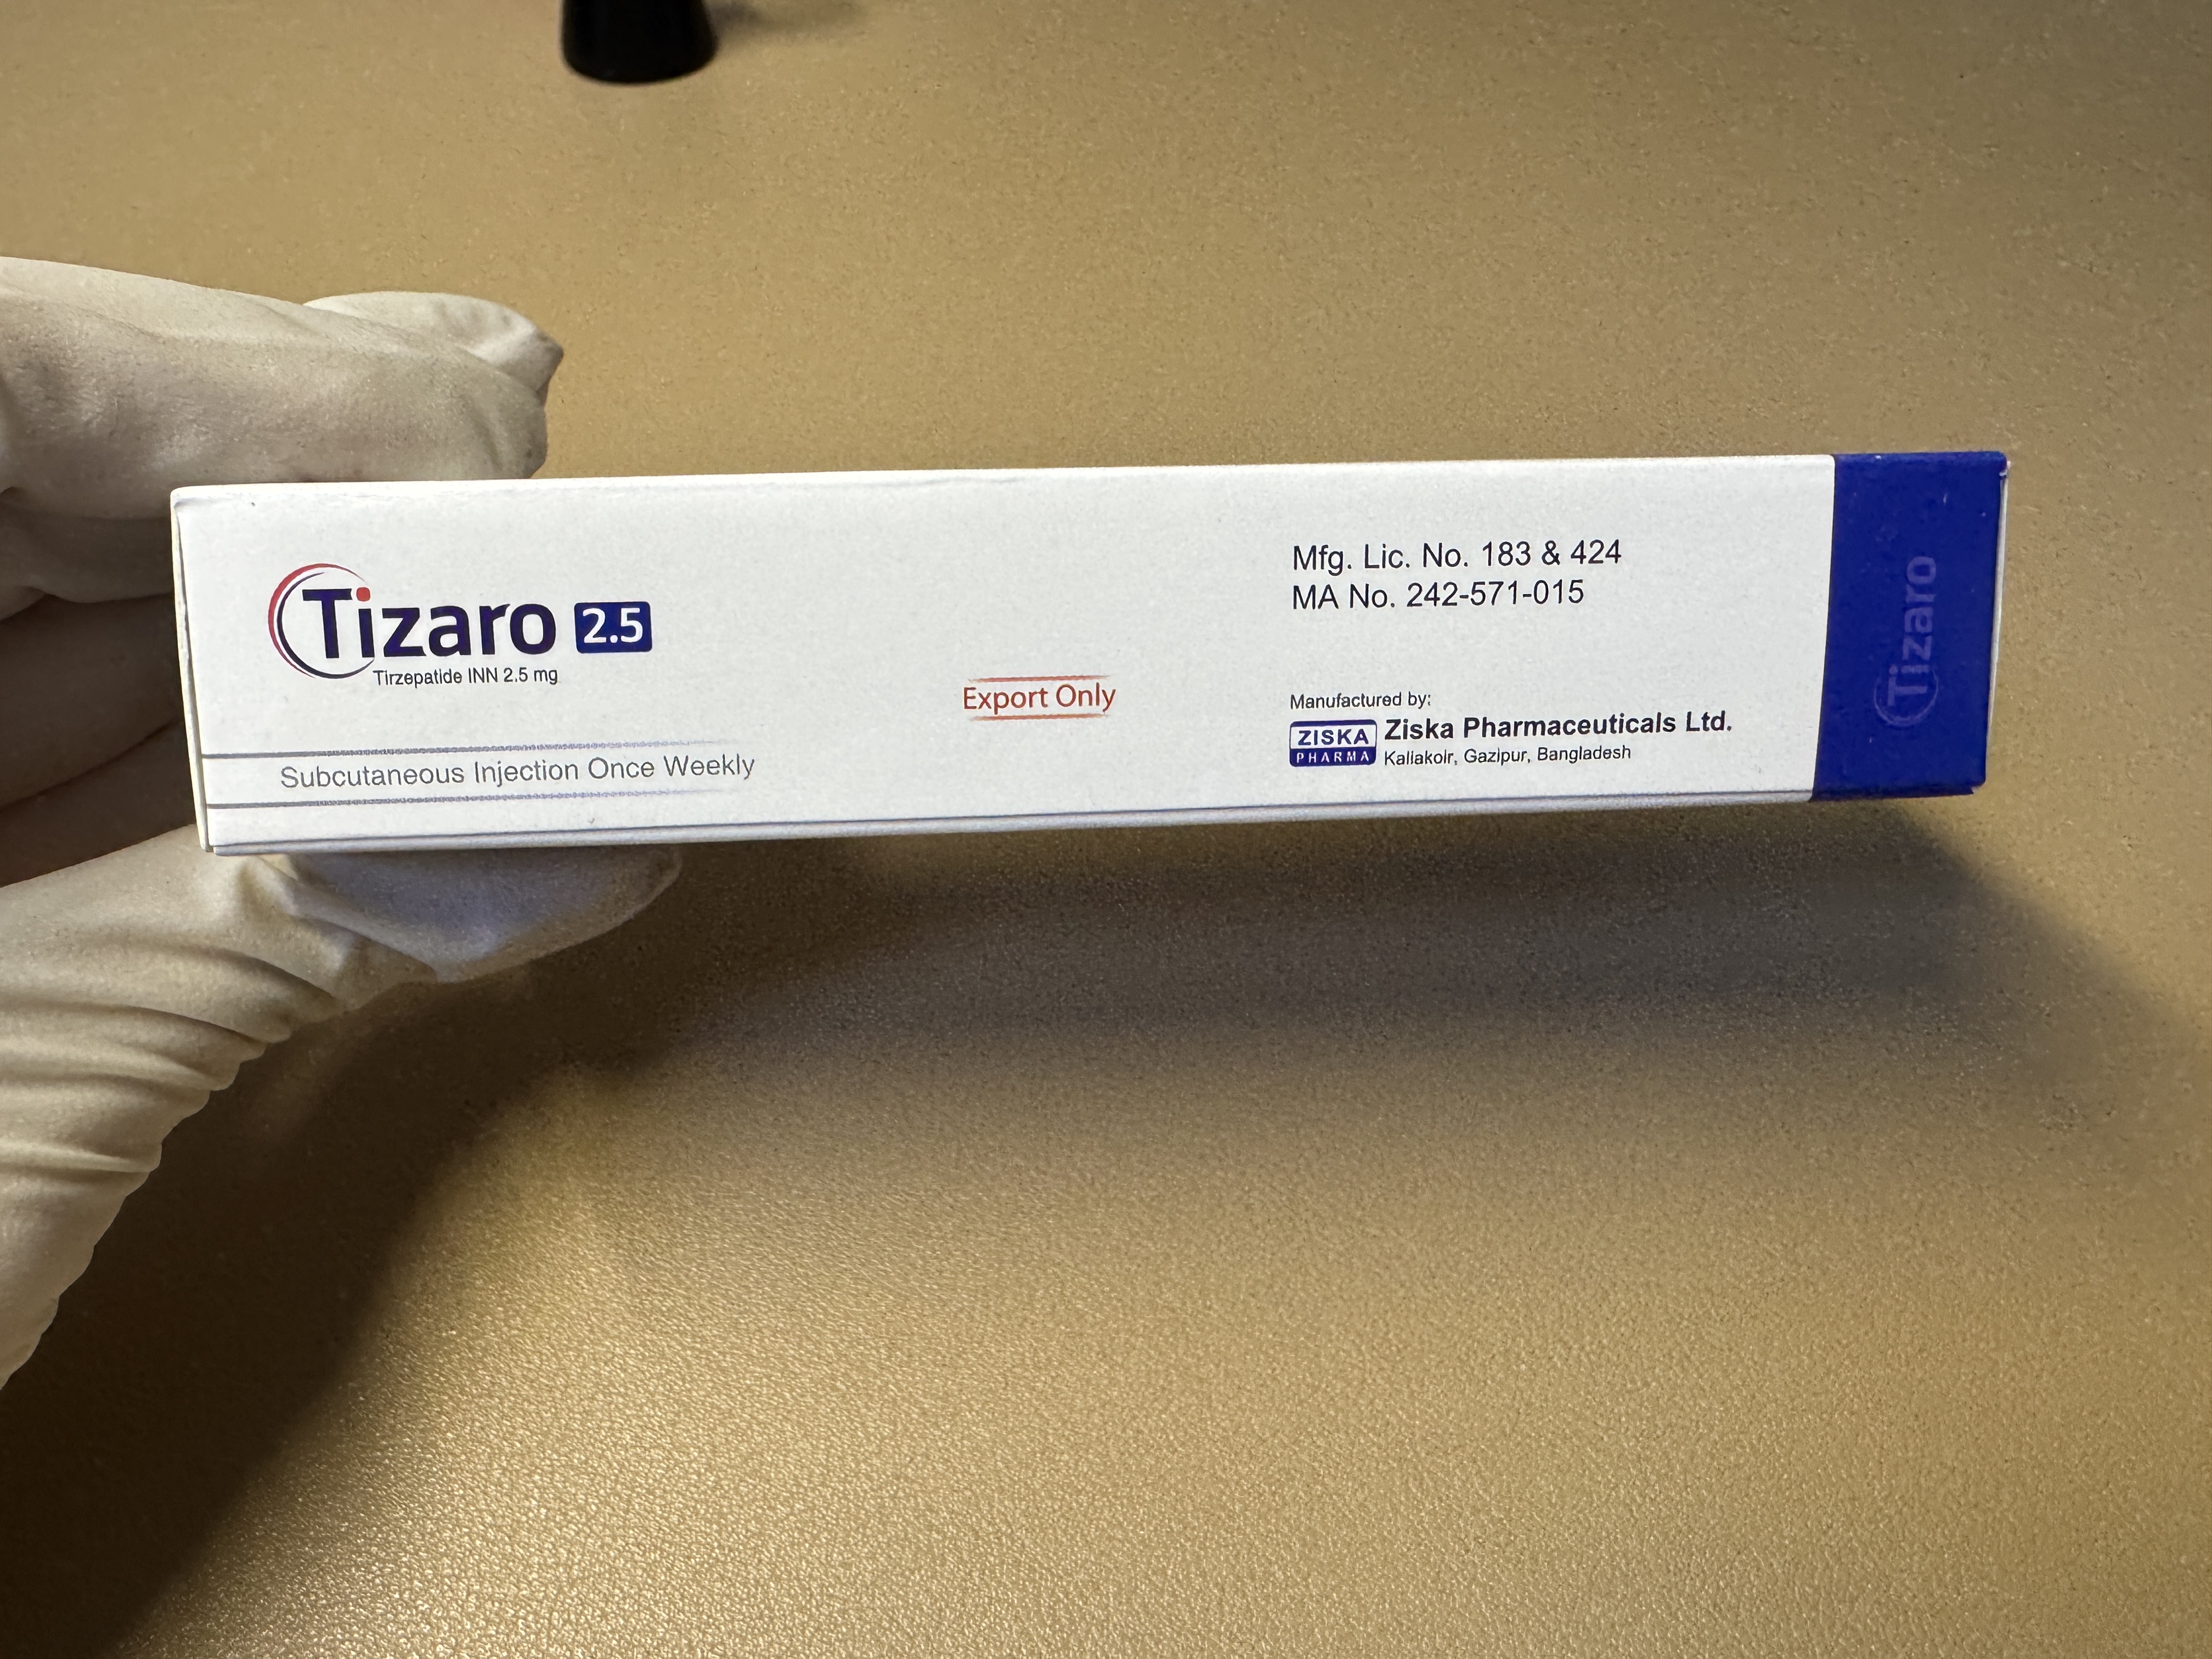 Tizaro 2.5
Tirzepatide INN 2.5 mg
Subcutaneous Injection Once Weekly
Export Only
Mfg. Lic. No. 183 & 424
MA No. 242-571-015
Manufactured by:
ZISKA
PHARMA
Ziska Pharmaceuticals Ltd.
Kaliakoir, Gazipur, Bangladesh
Tizaro